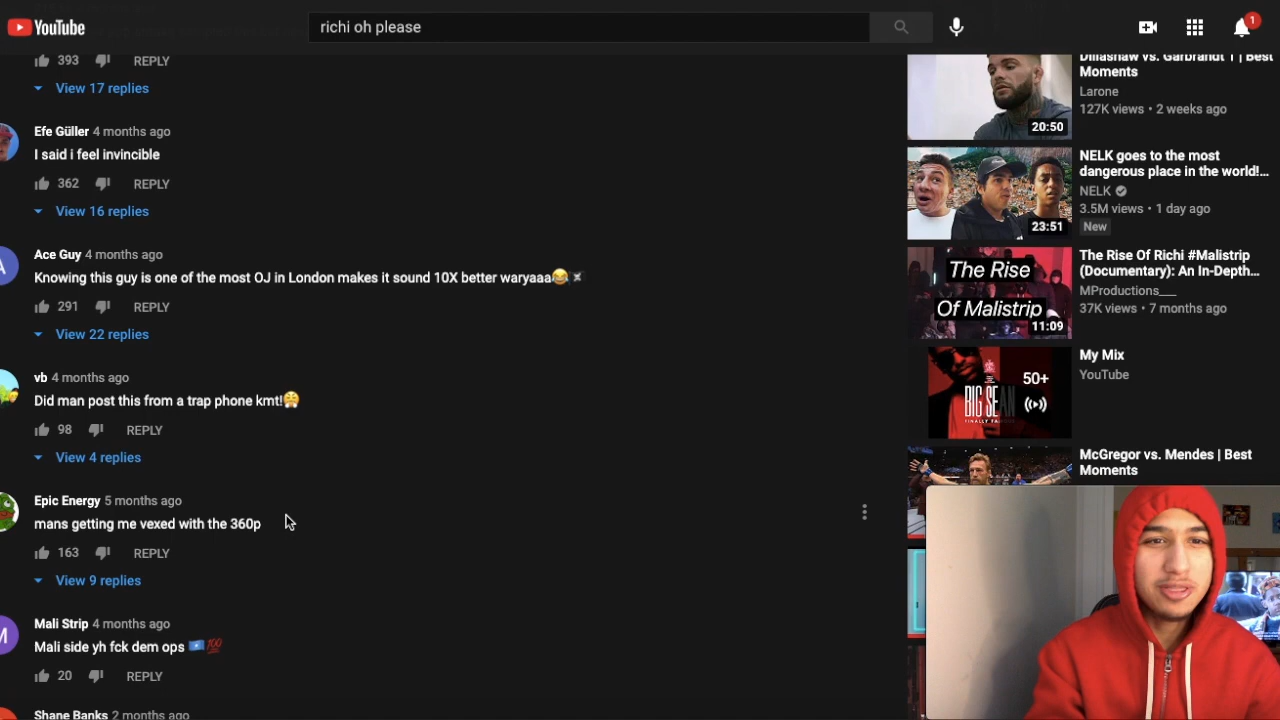 YouTube
richi oh please
1
393
REPLY
View 17 replies
Efe Güller 4 months ago
I said i feel invincible
362
REPLY
View 16 replies
A
Ace Guy 4 months ago
Knowing this guy is one of the most OJ in London makes it sound 10X better waryaaa😂
291
REPLY
View 22 replies
vb 4 months ago
Did man post this from a trap phone kmt!😤
98
REPLY
View 4 replies
Epic Energy 5 months ago
mans getting me vexed with the 360p
163
REPLY
View 9 replies
M
Mali Strip 4 months ago
Mali side yh fck dem ops 🇸🇴💯
20
REPLY
Shane Banks 2 months ago
20:50
Dillashaw vs. Garbrandt 1 | Best
Moments
Larone
127K views • 2 weeks ago
23:51
NELK goes to the most
dangerous place in the world!...
NELK
3.5M views • 1 day ago
New
The Rise
Of Malistrip
11:09
The Rise Of Richi #Malistrip
(Documentary): An In-Depth...
MProductions___
37K views • 7 months ago
BIG SEAN
FINALLY FA
50+
My Mix
YouTube
McGregor vs. Mendes | Best
Moments